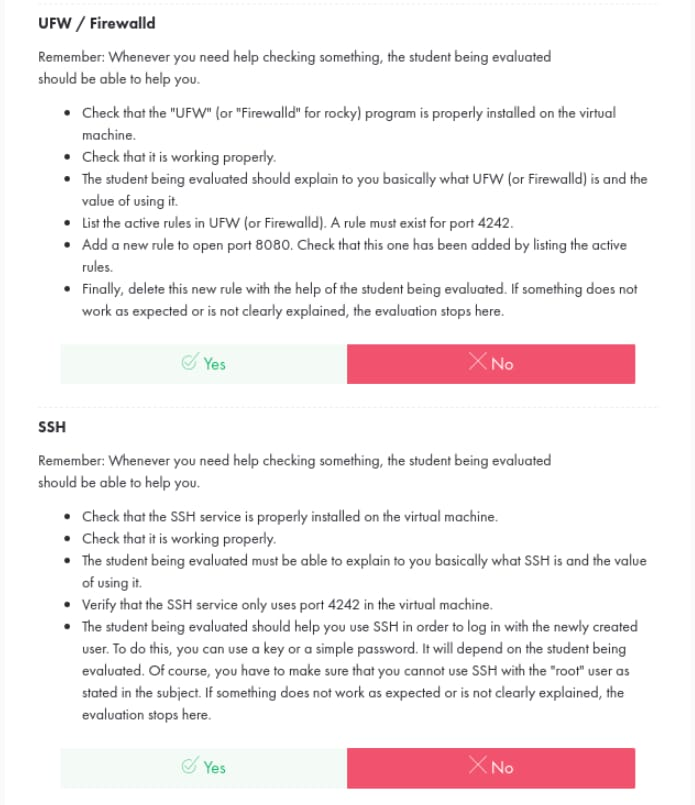 UFW / Firewalld
Remember: Whenever you need help checking something, the student being evaluated
should be able to help you.
• Check that the "UFW" (or "Firewalld" for rocky) program is properly installed on the virtual
machine.
• Check that it is working properly.
• The student being evaluated should explain to you basically what UFW (or Firewalld) is and the
value of using it.
• List the active rules in UFW (or Firewalld). A rule must exist for port 4242.
• Add a new rule to open port 8080. Check that this one has been added by listing the active
rules.
• Finally, delete this new rule with the help of the student being evaluated. If something does not
work as expected or is not clearly explained, the evaluation stops here.
Yes
No
SSH
Remember: Whenever you need help checking something, the student being evaluated
should be able to help you.
• Check that the SSH service is properly installed on the virtual machine.
• Check that it is working properly.
• The student being evaluated must be able to explain to you basically what SSH is and the value
of using it.
• Verify that the SSH service only uses port 4242 in the virtual machine.
• The student being evaluated should help you use SSH in order to log in with the newly created
user. To do this, you can use a key or a simple password. It will depend on the student being
evaluated. Of course, you have to make sure that you cannot use SSH with the "root" user as
stated in the subject. If something does not work as expected or is not clearly explained, the
evaluation stops here.
Yes
No